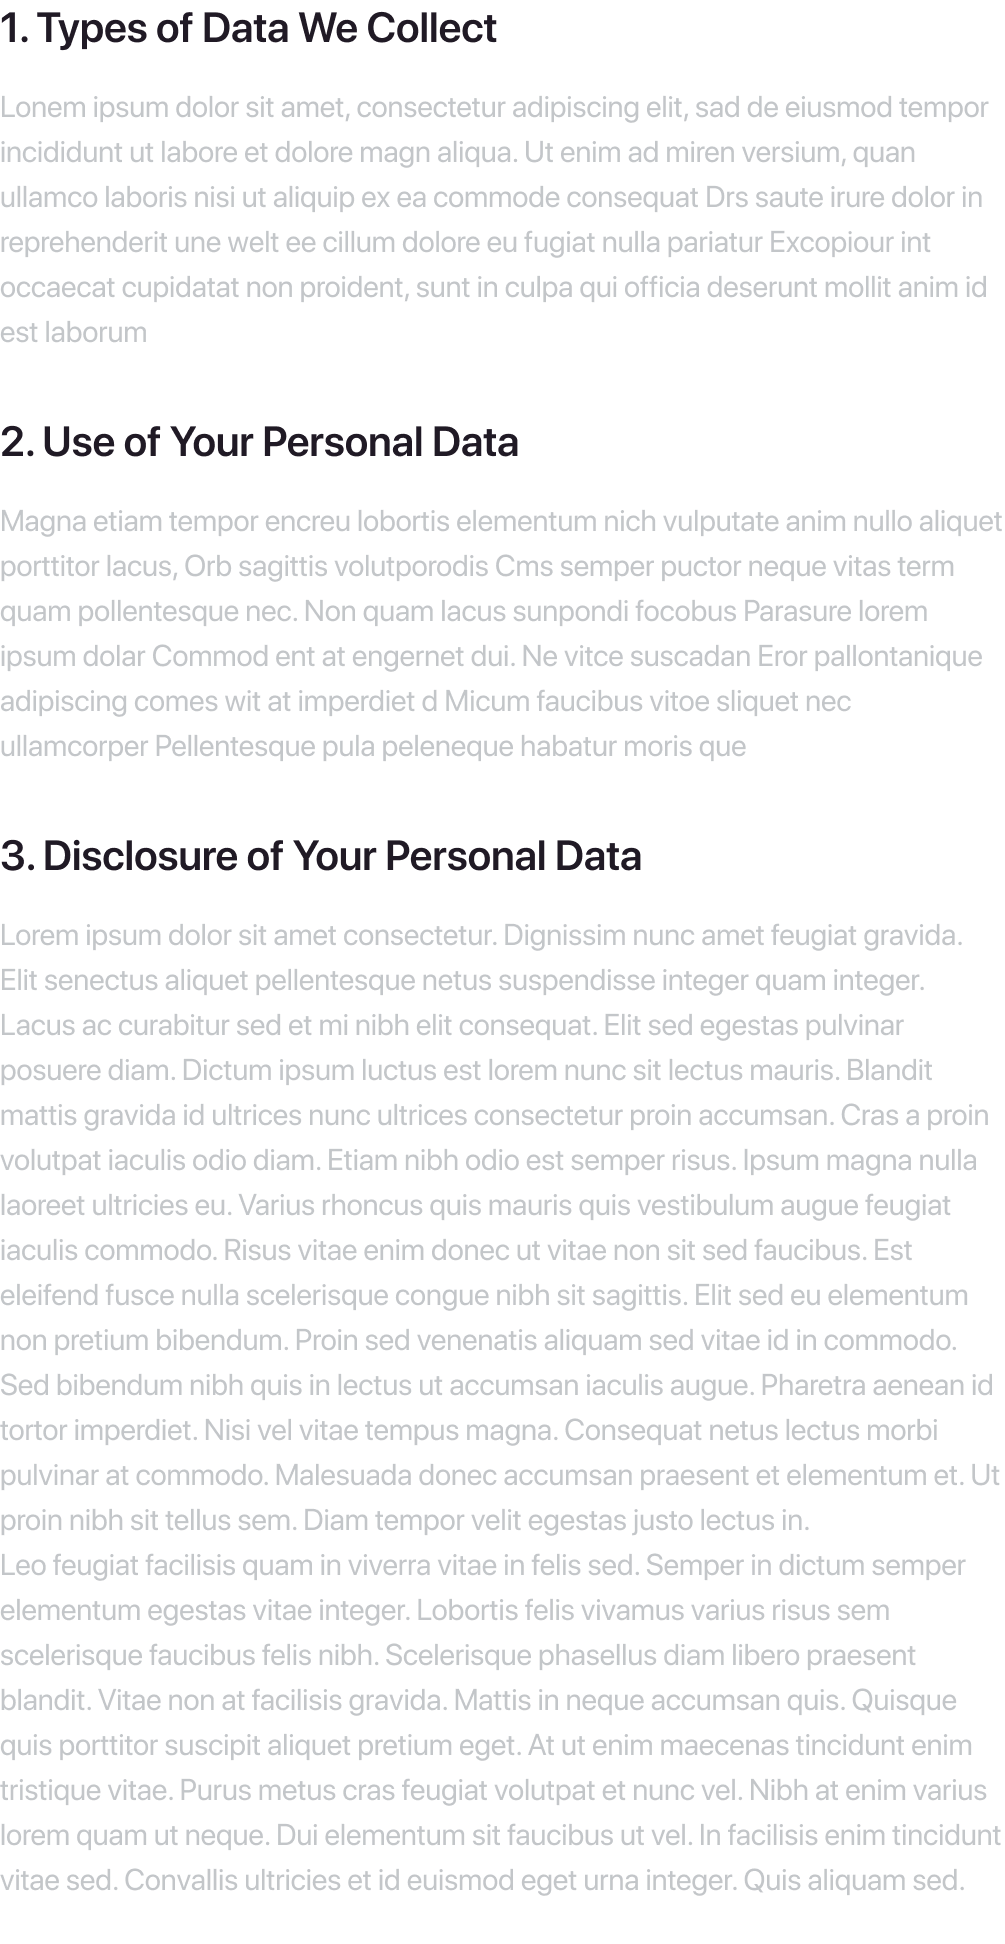 1. Types of Data We Collect
Lonem ipsum dolor sit amet, consectetur adipiscing elit, sad de eiusmod tempor
incididunt ut labore et dolore magn aliqua. Ut enim ad miren versium, quan
ullamco laboris nisi ut aliquip ex ea commode consequat Drs saute irure dolor in
reprehenderit une welt ee cillum dolore eu fugiat nulla pariatur Excopiour int
occaecat cupidatat non proident, sunt in culpa qui officia deserunt mollit anim id
est laborum
2. Use of Your Personal Data
Magna etiam tempor encreu lobortis elementum nich vulputate anim nullo aliquet
porttitor lacus, Orb sagittis volutporodis Cms semper puctor neque vitas term
quam pollentesque nec. Non quam lacus sunpondi focobus Parasure lorem
ipsum dolar Commod ent at engernet dui. Ne vitce suscadan Eror pallontanique
adipiscing comes wit at imperdiet d Micum faucibus vitoe sliquet nec
ullamcorper Pellentesque pula peleneque habatur moris que
3. Disclosure of Your Personal Data
Lorem ipsum dolor sit amet consectetur. Dignissim nunc amet feugiat gravida.
Elit senectus aliquet pellentesque netus suspendisse integer quam integer.
Lacus ac curabitur sed et mi nibh elit consequat. Elit sed egestas pulvinar
posuere diam. Dictum ipsum luctus est lorem nunc sit lectus mauris. Blandit
mattis gravida id ultrices nunc ultrices consectetur proin accumsan. Cras a proin
volutpat iaculis odio diam. Etiam nibh odio est semper risus. Ipsum magna nulla
laoreet ultricies eu. Varius rhoncus quis mauris quis vestibulum augue feugiat
iaculis commodo. Risus vitae enim donec ut vitae non sit sed faucibus. Est
eleifend fusce nulla scelerisque congue nibh sit sagittis. Elit sed eu elementum
non pretium bibendum. Proin sed venenatis aliquam sed vitae id in commodo.
Sed bibendum nibh quis in lectus ut accumsan iaculis augue. Pharetra aenean id
tortor imperdiet. Nisi vel vitae tempus magna. Consequat netus lectus morbi
pulvinar at commodo. Malesuada donec accumsan praesent et elementum et. Ut
proin nibh sit tellus sem. Diam tempor velit egestas justo lectus in.
Leo feugiat facilisis quam in viverra vitae in felis sed. Semper in dictum semper
elementum egestas vitae integer. Lobortis felis vivamus varius risus sem
scelerisque faucibus felis nibh. Scelerisque phasellus diam libero praesent
blandit. Vitae non at facilisis gravida. Mattis in neque accumsan quis. Quisque
quis porttitor suscipit aliquet pretium eget. At ut enim maecenas tincidunt enim
tristique vitae. Purus metus cras feugiat volutpat et nunc vel. Nibh at enim varius
lorem quam ut neque. Dui elementum sit faucibus ut vel. In facilisis enim tincidunt
vitae sed. Convallis ultricies et id euismod eget urna integer. Quis aliquam sed.